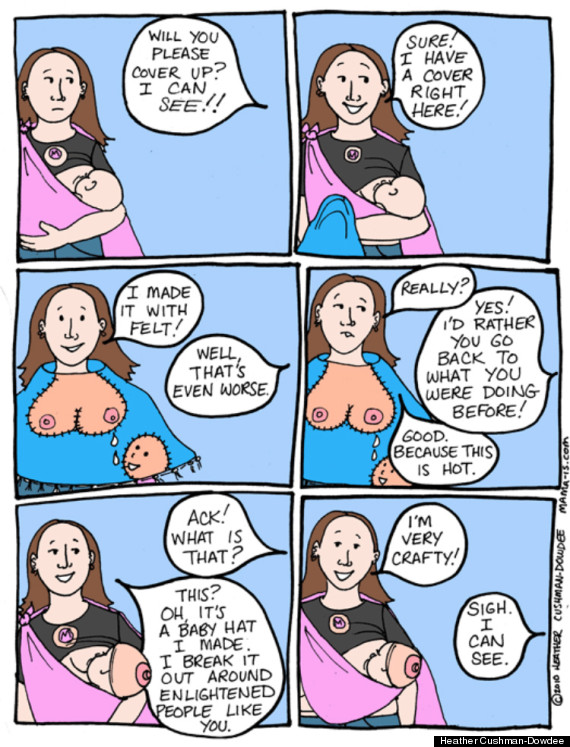 WILL YOU
PLEASE
COVER UP?
I CAN
SEE!!
M
SURE!
I HAVE
A COVER
RIGHT
HERE!
M
I MADE
IT WITH
FELT!
WELL,
THAT'S
EVEN WORSE.
REALLY?
YES!
I'D RATHER
YOU GO
BACK TO
WHAT YOU
WERE DOING
BEFORE!
GOOD.
BECAUSE THIS
IS HOT.
ACK!
WHAT IS
THAT?
THIS?
OH, IT'S
A BABY HAT
I MADE.
I BREAK IT
OUT AROUND
ENLIGHTENED
PEOPLE LIKE
YOU.
M
I'M
VERY
CRAFTY!
SIGH.
I
CAN
SEE.
M
©2010 HEATHER CUSHMAN-DOWDEE MAMA-IS.COM
Heather Cushman-Dowdee